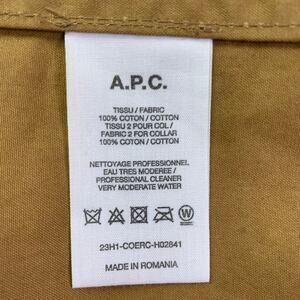 A.P.C.
TISSU / FABRIC
100% COTON / COTTON
TISSU 2 POUR COL /
FABRIC 2 FOR COLLAR
100% COTON / COTTON
NETTOYAGE PROFESSIONNEL
EAU TRES MODEREE /
PROFESSIONAL CLEANER
VERY MODERATE WATER
W
23H1-COERC-H02841
MADE IN ROMANIA